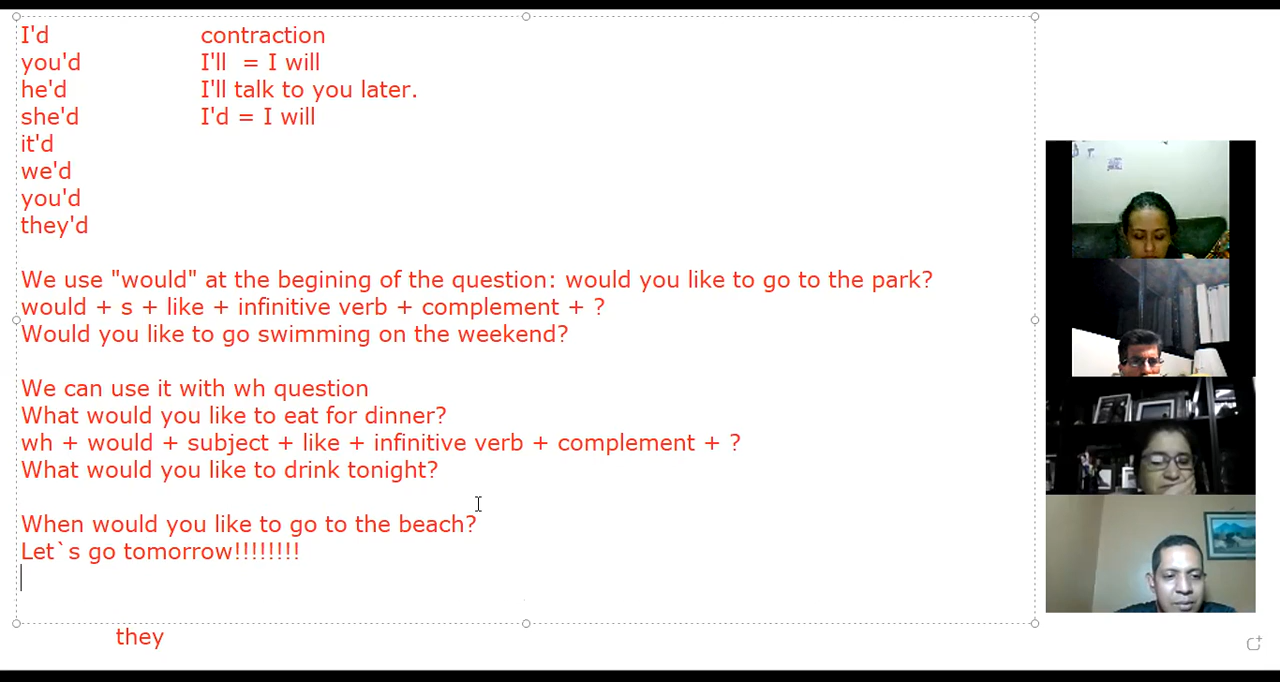 I'd contraction
you'd I'll = I will
he'd I'll talk to you later.
she'd I'd = I will
it'd
we'd
you'd
they'd
We use "would" at the begining of the question: would you like to go to the park?
would + s + like + infinitive verb + complement + ?
Would you like to go swimming on the weekend?
We can use it with wh question
What would you like to eat for dinner?
wh + would + subject + like + infinitive verb + complement + ?
What would you like to drink tonight?
When would you like to go to the beach?
Let`s go tomorrow!!!!!!!!
they